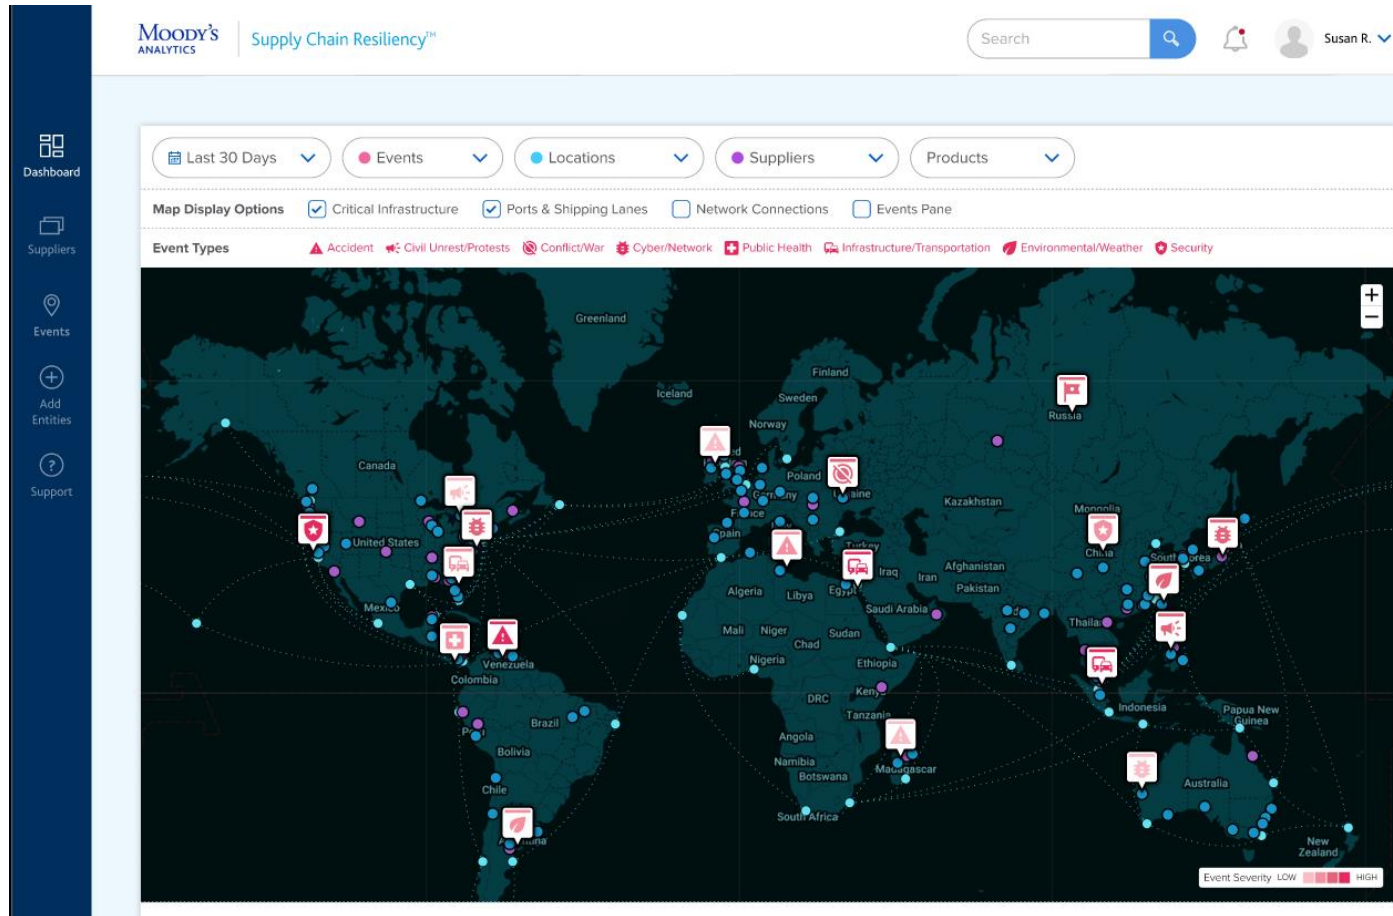 MOODY'S
ANALYTICS
Supply Chain Resiliency™
Search
Susan R.
Dashboard
Suppliers
Events
Add
Entities
Support
Last 30 Days
Events
Locations
Suppliers
Products
Map Display Options
Critical Infrastructure
Ports & Shipping Lanes
Network Connections
Events Pane
Event Types
Accident
Civil Unrest/Protests
Conflict/War
Cyber/Network
Public Health
Infrastructure/Transportation
Environmental/Weather
Security
+
−
Greenland
Iceland
Finland
Sweden
Norway
Russia
Canada
Poland
Kazakhstan
Mongolia
United States
Spain
Turkey
China
Iraq
Iran
Afghanistan
Pakistan
Algeria
Libya
Egypt
Saudi Arabia
Mexico
Mali
Niger
Chad
Sudan
Nigeria
Ethiopia
Venezuela
Colombia
DRC
Tanzania
Indonesia
Papua New
Guinea
Brazil
Angola
Bolivia
Namibia
Botswana
Madagascar
Chile
Australia
South Africa
New
Zealand
Event Severity LOW HIGH